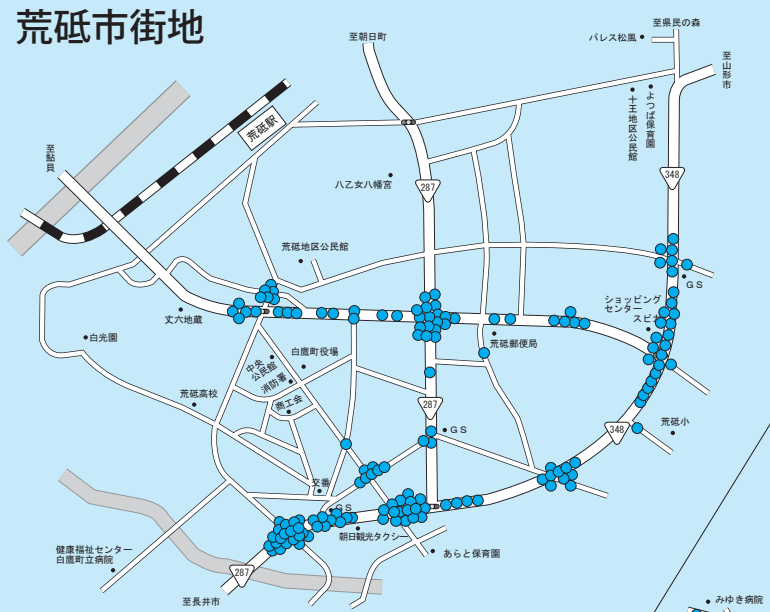 荒砥市街地
至朝日町
至県民の森
パレス松風
至山形市
よつば保育園
十王地区公民館
荒砥駅
至鮎貝
八乙女八幡宮
287
348
荒砥地区公民館
GS
ショッピング
センター
スピナ
丈六地蔵
白光園
中央
公民館
白鷹町役場
消防署
商工会
荒砥郵便局
荒砥高校
287
GS
348
荒砥小
交番
GS
朝日観光タクシー
あらと保育園
健康福祉センター
白鷹町立病院
287
至長井市
みゆき病院